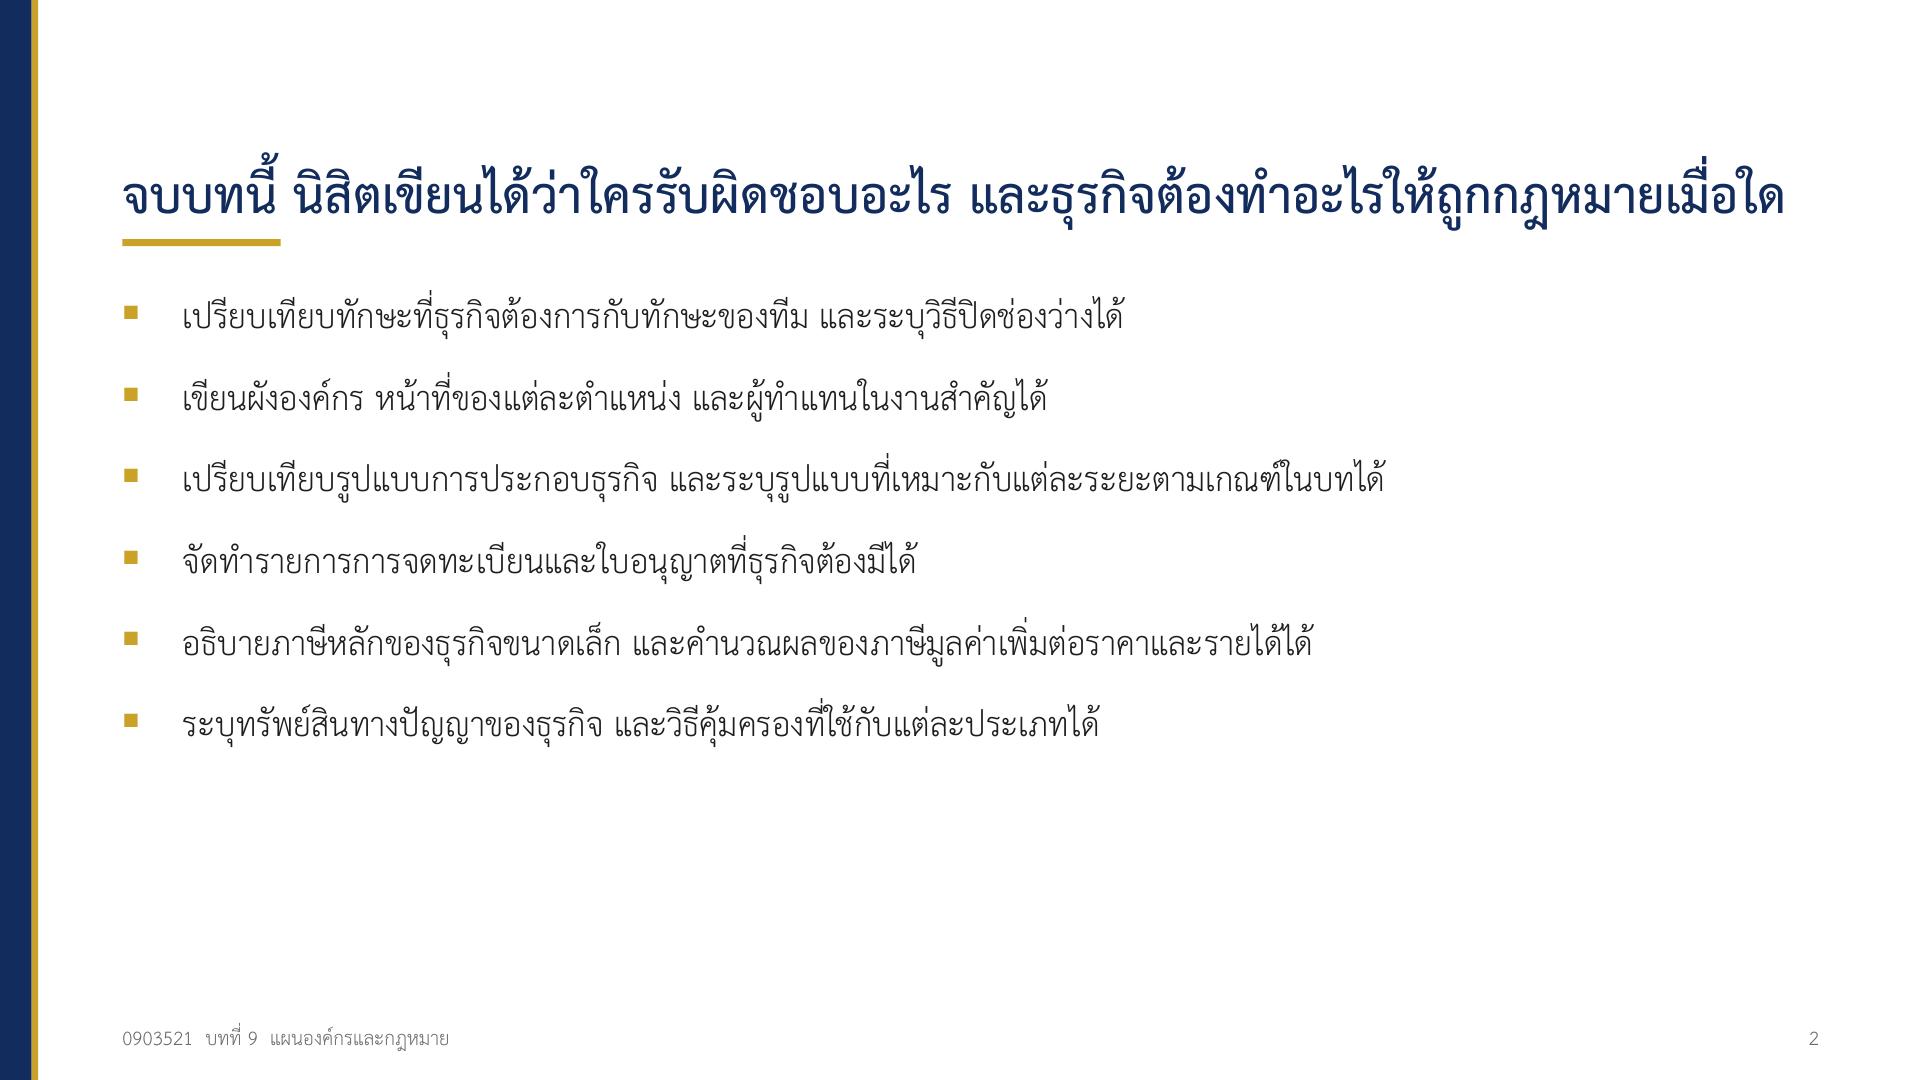 จบบทนี้ นิสิตเขียนได้ว่าใครรับผิดชอบอะไร และธุรกิจต้องทำอะไรให้ถูกกฎหมายเมื่อใด
เปรียบเทียบทักษะที่ธุรกิจต้องการกับทักษะของทีม และระบุวิธีปิดช่องว่างได้
เขียนผังองค์กร หน้าที่ของแต่ละตำแหน่ง และผู้ทำแทนในงานสำคัญได้
เปรียบเทียบรูปแบบการประกอบธุรกิจ และระบุรูปแบบที่เหมาะกับแต่ละระยะตามเกณฑ์ในบทได้
จัดทำรายการการจดทะเบียนและใบอนุญาตที่ธุรกิจต้องมีได้
อธิบายภาษีหลักของธุรกิจขนาดเล็ก และคำนวณผลของภาษีมูลค่าเพิ่มต่อราคาและรายได้ได้
ระบุทรัพย์สินทางปัญญาของธุรกิจ และวิธีคุ้มครองที่ใช้กับแต่ละประเภทได้
0903521 บทที่ 9 แผนองค์กรและกฎหมาย
2